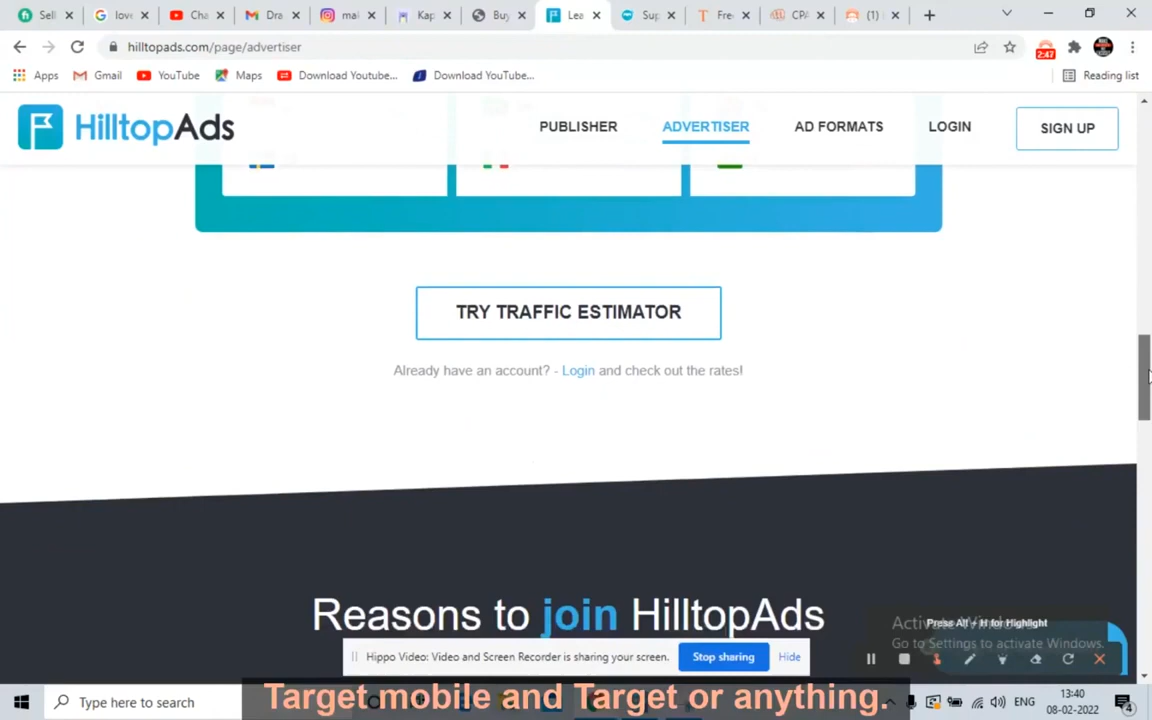 Sell
love
Cha
Dra
mai
Kap
Buy
Lea
Sup
Fre
CPA
(1)
hilltopads.com/page/advertiser
2:47
Apps
Gmail
YouTube
Maps
Download Youtube...
Download YouTube...
Reading list
HilltopAds
PUBLISHER
ADVERTISER
AD FORMATS
LOGIN
SIGN UP
TRY TRAFFIC ESTIMATOR
Already have an account? - Login and check out the rates!
Reasons to join HilltopAds
Press Alt + H for Highlight
Go to Settings to activate Windows.
Hippo Video: Video and Screen Recorder is sharing your screen.
Stop sharing
Hide
Type here to search
Target mobile and Target or anything.
ENG
13:40
08-02-2022
4